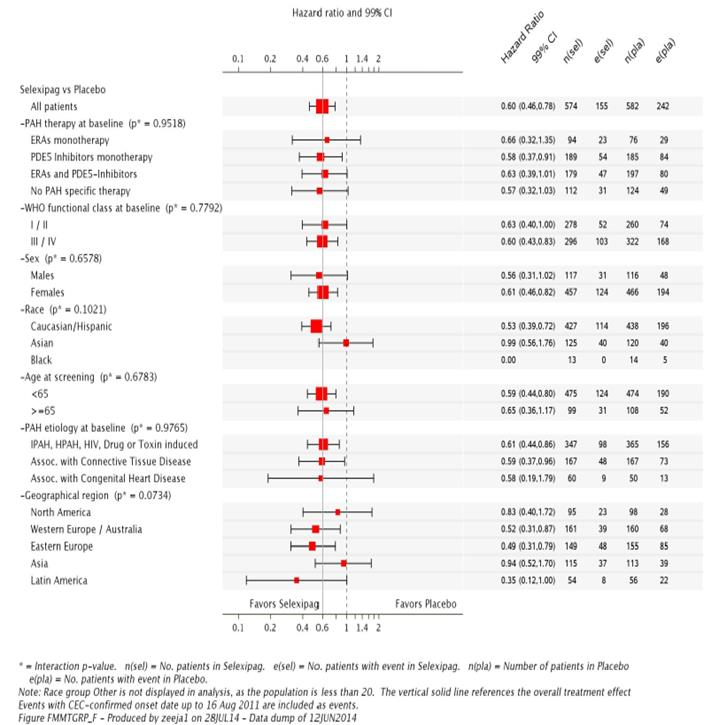 Hazard ratio and 99% CI
Hazard Ratio 99% CI n(sel) e(sel) n(pla) e(pla)
0.1 0.2 0.4 0.6 1 1.4 2
Selexipag vs Placebo
All patients 0.60 (0.46,0.78) 574 155 582 242
-PAH therapy at baseline (p* = 0.9518)
ERAs monotherapy 0.66 (0.32,1.35) 94 23 76 29
PDE5 Inhibitors monotherapy 0.58 (0.37,0.91) 189 54 185 84
ERAs and PDE5-Inhibitors 0.63 (0.39,1.01) 179 47 197 80
No PAH specific therapy 0.57 (0.32,1.03) 112 31 124 49
-WHO functional class at baseline (p* = 0.7792)
I / II 0.63 (0.40,1.00) 278 52 260 74
III / IV 0.60 (0.43,0.83) 296 103 322 168
-Sex (p* = 0.6578)
Males 0.56 (0.31,1.02) 117 31 116 48
Females 0.61 (0.46,0.82) 457 124 466 194
-Race (p* = 0.1021)
Caucasian/Hispanic 0.53 (0.39,0.72) 427 114 438 196
Asian 0.99 (0.56,1.76) 125 40 120 40
Black 0.00 13 0 14 5
-Age at screening (p* = 0.6783)
<65 0.59 (0.44,0.80) 475 124 474 190
>=65 0.65 (0.36,1.17) 99 31 108 52
-PAH etiology at baseline (p* = 0.9765)
IPAH, HPAH, HIV, Drug or Toxin induced 0.61 (0.44,0.86) 347 98 365 156
Assoc. with Connective Tissue Disease 0.59 (0.37,0.96) 167 48 167 73
Assoc. with Congenital Heart Disease 0.58 (0.19,1.79) 60 9 50 13
-Geographical region (p* = 0.0734)
North America 0.83 (0.40,1.72) 95 23 98 28
Western Europe / Australia 0.52 (0.31,0.87) 161 39 160 68
Eastern Europe 0.49 (0.31,0.79) 149 48 155 85
Asia 0.94 (0.52,1.70) 115 37 113 39
Latin America 0.35 (0.12,1.00) 54 8 56 22
Favors Selexipag Favors Placebo
0.1 0.2 0.4 0.6 1 1.4 2
* = Interaction p-value. n(sel) = No. patients in Selexipag. e(sel) = No. patients with event in Selexipag. n(pla) = Number of patients in Placebo
e(pla) = No. patients with event in Placebo.
Note: Race group Other is not displayed in analysis, as the population is less than 20. The vertical solid line references the overall treatment effect
Events with CEC-confirmed onset date up to 16 Aug 2011 are included as events.
Figure FMMTGRP_F - Produced by zeeja1 on 28JUL14 - Data dump of 12JUN2014